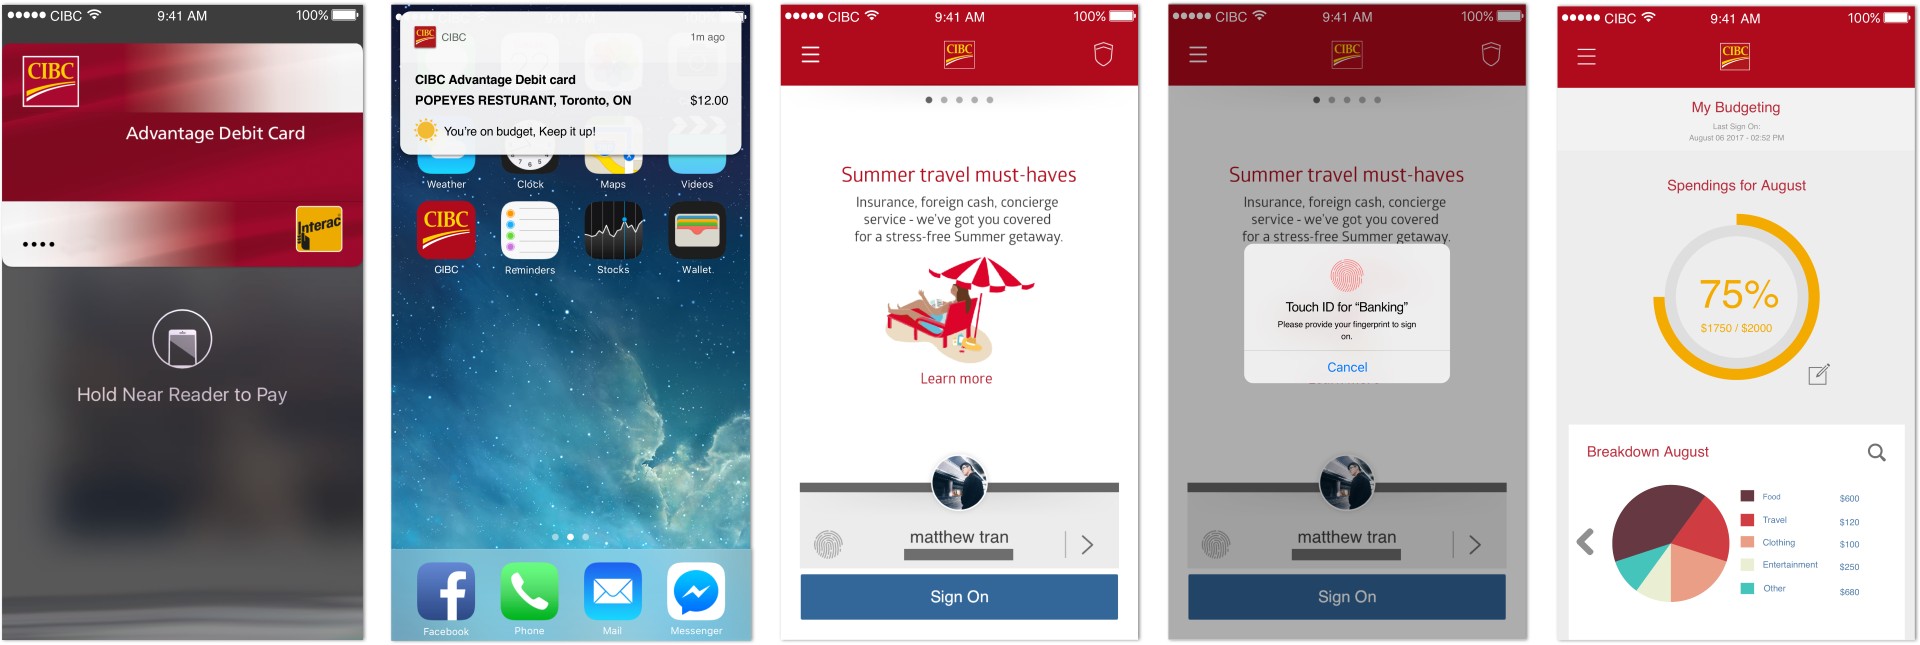 CIBC 9:41 AM 100%
CIBC
Advantage Debit Card
Interac
Hold Near Reader to Pay
CIBC
CIBC
1m ago
CIBC Advantage Debit card
POPEYES RESTURANT, Toronto, ON $12.00
You're on budget, Keep it up!
Weather Clock Maps Videos
CIBC
CIBC Reminders Stocks Wallet
Facebook Phone Mail Messenger
CIBC 9:41 AM 100%
CIBC
Summer travel must-haves
Insurance, foreign cash, concierge
service - we've got you covered
for a stress-free Summer getaway.
Learn more
matthew tran
Sign On
CIBC 9:41 AM 100%
CIBC
Summer travel must-haves
Insurance, foreign cash, concierge
service - we've got you covered
for a stress-free Summer getaway.
Touch ID for “Banking”
Please provide your fingerprint to sign
on.
Cancel
matthew tran
Sign On
CIBC 9:41 AM 100%
CIBC
My Budgeting
Last Sign On:
August 06 2017 - 02:52 PM
Spendings for August
75%
$1750 / $2000
Breakdown August
Food $600
Travel $120
Clothing $100
Entertainment $250
Other $680